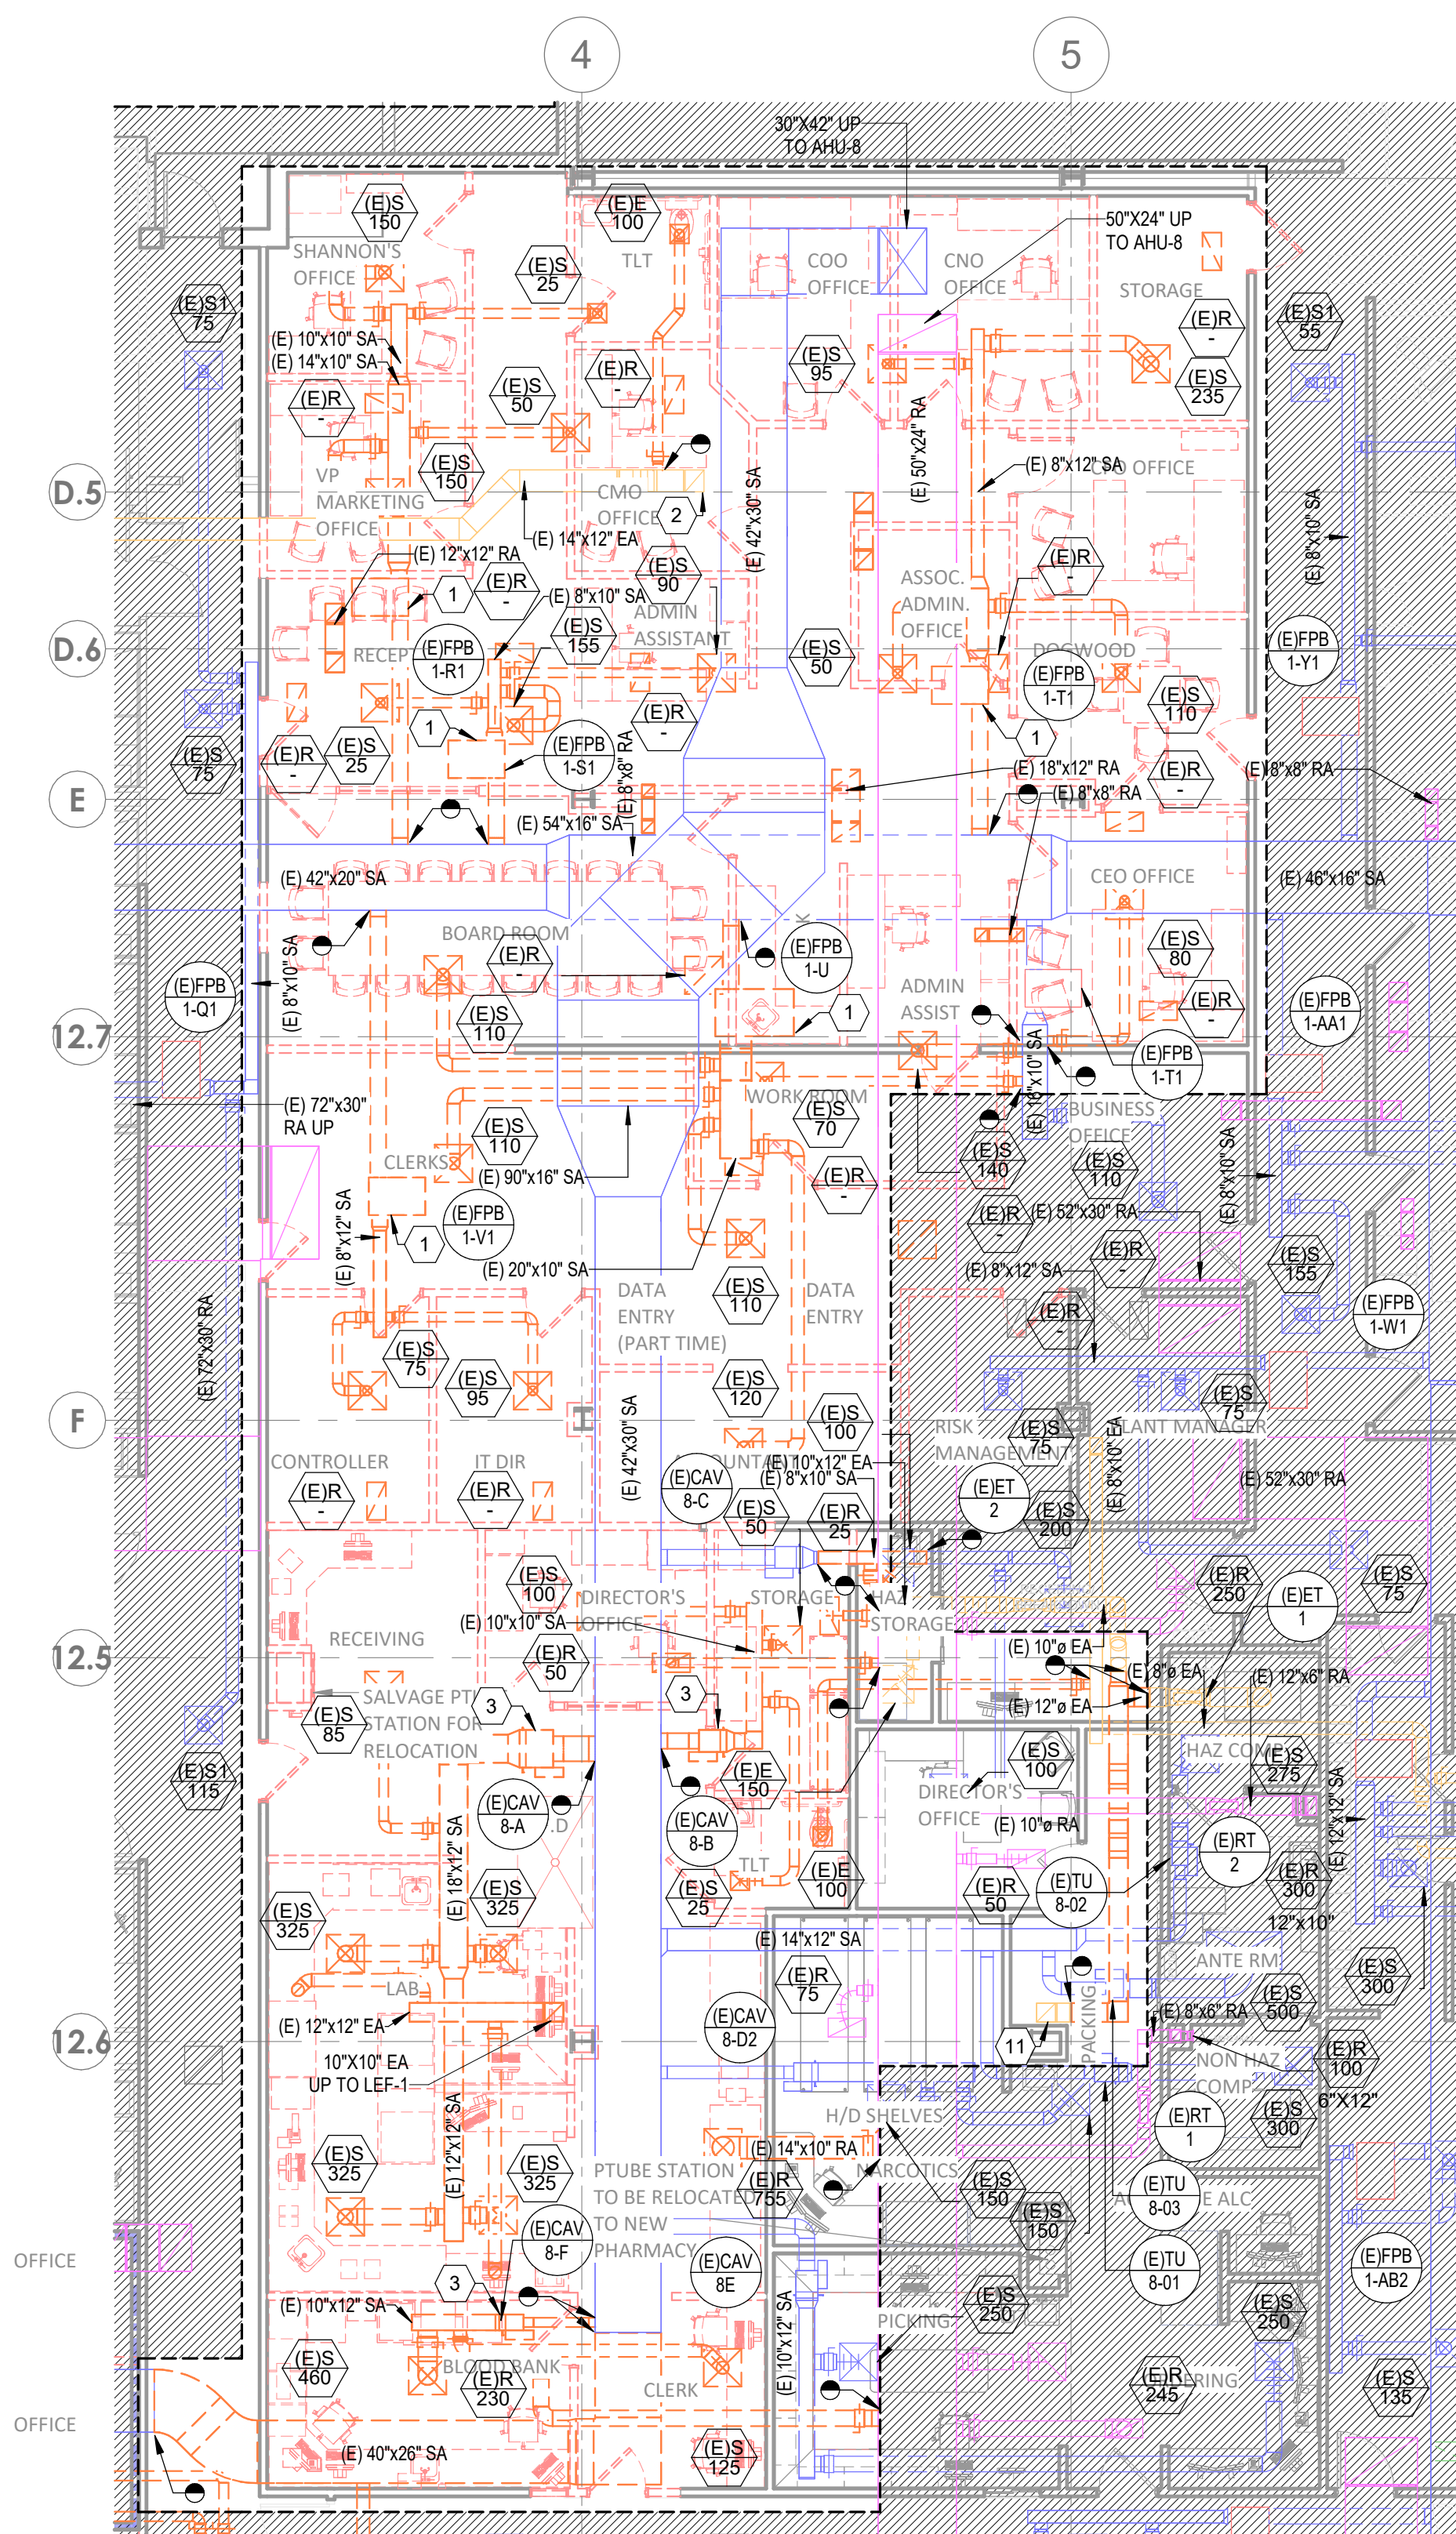 4
5
30"X42" UP
TO AHU-8
(E)S
150
(E)E
100
SHANNON'S
OFFICE
TLT
COO
OFFICE
CNO
OFFICE
50"X24" UP
TO AHU-8
STORAGE
(E)S
25
(E)S1
75
(E)R
-
(E)S1
55
(E) 10"x10" SA
(E) 14"x10" SA
(E)S
95
(E)S
235
(E)R
-
(E)S
50
(E)R
-
(E) 50"x24" RA
D.5
VP
MARKETING
OFFICE
(E)S
150
CMO
OFFICE
2
(E) 42"x30" SA
(E) 8"x12" SA
OFFICE
(E) 8"x10" SA
(E) 14"x12" EA
(E) 12"x12" RA
1
(E)R
-
(E) 8"x10" SA
(E)S
90
ADMIN
ASSISTANT
ASSOC.
ADMIN.
OFFICE
(E)R
-
D.6
RECEPT
(E)FPB
1-R1
(E)S
155
(E)S
50
DOGWOOD
(E)FPB
1-T1
(E)S
110
(E)FPB
1-Y1
(E)R
-
(E)S
75
(E)R
-
(E)S
25
1
(E)FPB
1-S1
(E) 8"x8" RA
1
(E) 18"x12" RA
(E)R
-
(E) 8"x8" RA
E
(E) 8"x8" RA
(E) 54"x16" SA
(E) 42"x20" SA
CEO OFFICE
(E) 46"x16" SA
BOARD ROOM
(E)R
-
(E)FPB
1-U
K
(E)S
80
(E)FPB
1-Q1
(E) 8"x10" SA
(E)S
110
1
ADMIN
ASSIST
(E)R
-
(E)FPB
1-AA1
12.7
(E)FPB
1-T1
(E) 16"x10" SA
(E) 72"x30"
RA UP
WORK ROOM
(E)S
70
BUSINESS
OFFICE
(E)S
110
CLERKS
(E) 90"x16" SA
(E)R
-
(E)S
140
(E)S
110
(E) 8"x10" SA
(E) 8"x12" SA
1
(E)FPB
1-V1
(E)R
-
(E) 52"x30" RA
(E)R
-
(E)S
155
(E) 20"x10" SA
(E) 8"x12" SA
(E) 72"x30" RA
DATA
ENTRY
(PART TIME)
(E)S
110
DATA
ENTRY
(E)R
-
(E)FPB
1-W1
(E)S
75
(E)S
95
(E)S
120
(E)S
75
F
(E)S
100
RISK
MANAGEMENT
(E)S
75
PLANT MANAGER
CONTROLLER
IT DIR
(E) 42"x30" SA
(E)CAV
8-C
(E) 10"x12" EA
(E) 8"x10" SA
(E) 8"x10" EA
(E) 52"x30" RA
(E)R
-
(E)R
-
(E)S
50
(E)R
25
(E)ET
2
(E)S
200
(E)S
100
DIRECTOR'S
OFFICE
STORAGE
HAZ
STORAGE
(E)R
250
(E)ET
1
(E)S
75
(E) 10"x10" SA
RECEIVING
(E)R
50
(E) 10"ø EA
12.5
(E) 8"ø EA
(E) 12"x6" RA
(E) 12"ø EA
SALVAGE PTU
STATION FOR
RELOCATION
3
3
(E)S
85
HAZ COMP
(E)S
275
(E)S1
115
(E)E
150
DIRECTOR'S
OFFICE
(E)S
100
(E)CAV
8-A
.D
(E)CAV
8-B
(E) 10"ø RA
(E)RT
2
(E) 12"x12" SA
TLT
(E)S
325
(E) 18"x12" SA
(E)S
325
(E)S
25
(E)E
100
(E)R
50
(E)TU
8-02
(E)R
300
12"x10"
(E) 14"x12" SA
ANTE RM
LAB
(E)R
75
(E)S
300
(E)S
500
(E) 12"x12" EA
(E)CAV
8-D2
(E) 8"x6" RA
12.6
11
PACKING
10"X10" EA
UP TO LEF-1
NON HAZ
COMP
(E)R
100
6"X12"
(E) 12"x12" SA
H/D SHELVES
(E)RT
1
(E)S
300
(E)S
325
(E)S
325
PTUBE STATION
TO BE RELOCATED
TO NEW
PHARMACY
(E) 14"x10" RA
NARCOTICS
(E)R
755
(E)S
150
(E)S
150
(E)TU
8-03
(E)CAV
8-F
OFFICE
3
(E)CAV
8E
(E)TU
8-01
(E)FPB
1-AB2
(E) 10"x12" SA
(E) 10"x12" SA
PICKING
(E)S
250
(E)S
250
(E)S
460
BLOOD BANK
(E)R
230
CLERK
(E)R
245
(E)S
135
OFFICE
(E) 40"x26" SA
(E)S
125